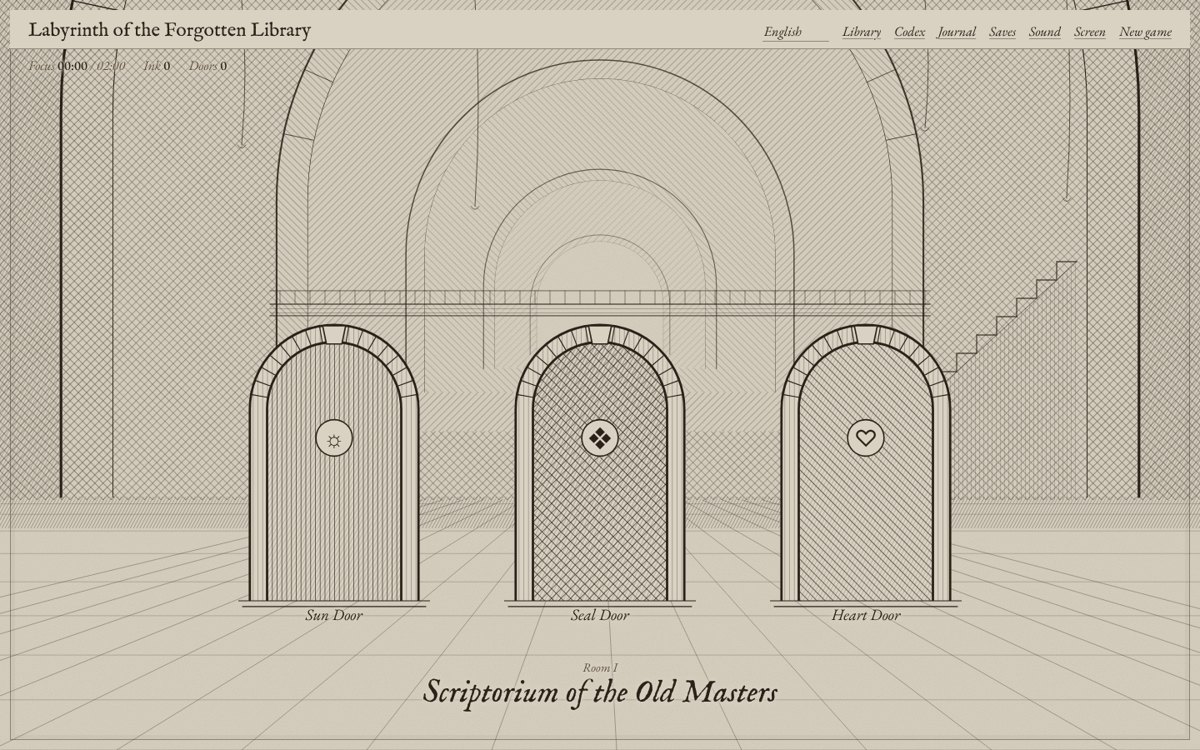 Labyrinth of the Forgotten Library
English Library Codex Journal Saves Sound Screen New game
Focus 00:00 / 02:00 Ink 0 Doors 0
Sun Door Seal Door Heart Door
Room I
Scriptorium of the Old Masters